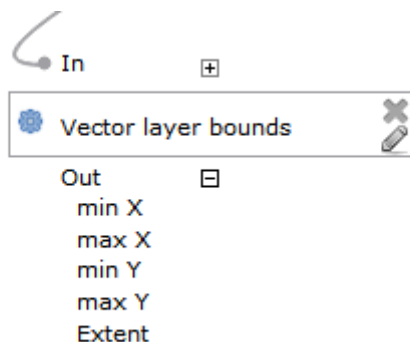 In
Vector layer bounds
Out
min X
max X
min Y
max Y
Extent